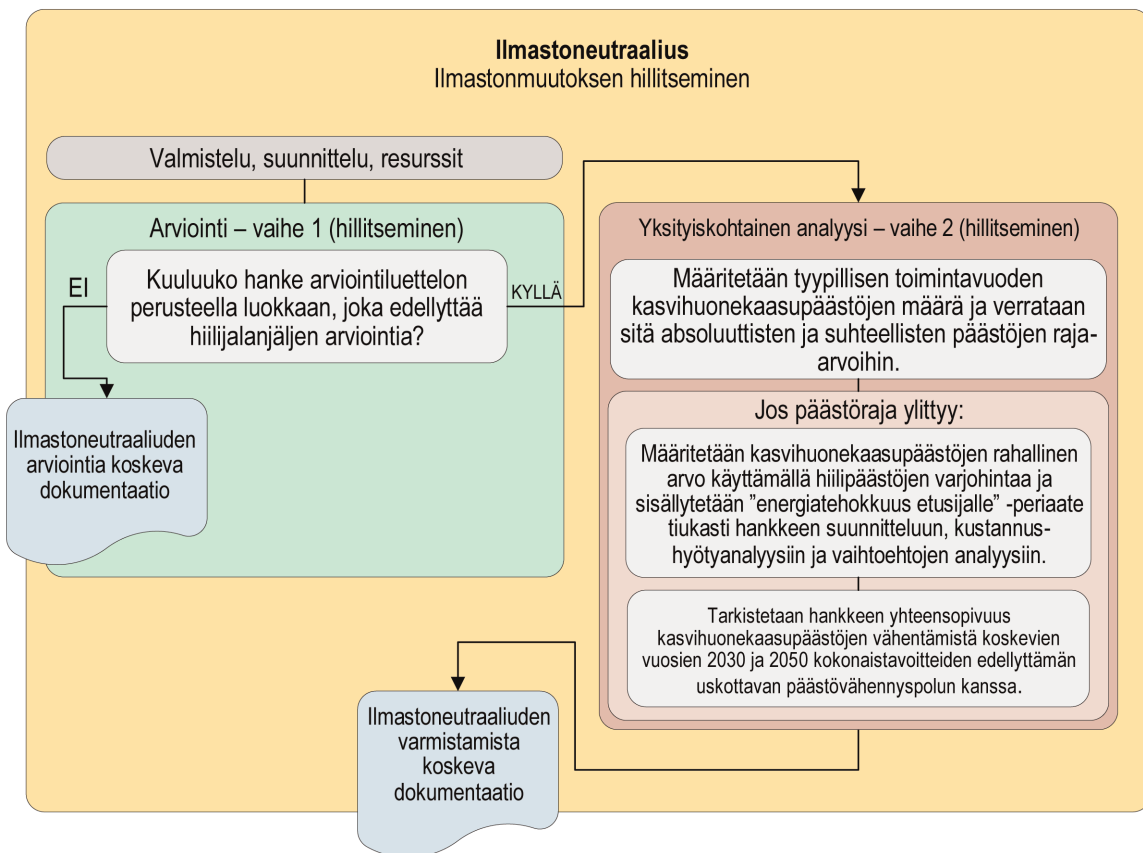 Ilmastoneutraalius
Ilmastonmuutoksen hillitseminen
Valmistelu, suunnittelu, resurssit
Arviointi – vaihe 1 (hillitseminen)
EI
Kuuluuko hanke arviointiluettelon
perusteella luokkaan, joka edellyttää
hiilijalanjäljen arviointia?
KYLLÄ
Ilmastoneutraaliuden
arviointia koskeva
dokumentaatio
Yksityiskohtainen analyysi – vaihe 2 (hillitseminen)
Määritetään tyypillisen toimintavuoden
kasvihuonekaasupäästöjen määrä ja verrataan
sitä absoluuttisten ja suhteellisten päästöjen raja-
arvoihin.
Jos päästöraja ylittyy:
Määritetään kasvihuonekaasupäästöjen rahallinen
arvo käyttämällä hiilipäästöjen varjohintaa ja
sisällytetään ”energiatehokkuus etusijalle” -periaate
tiukasti hankkeen suunnitteluun, kustannus-
hyötyanalyysiin ja vaihtoehtojen analyysiin.
Tarkistetaan hankkeen yhteensopivuus
kasvihuonekaasupäästöjen vähentämistä koskevien
vuosien 2030 ja 2050 kokonaistavoitteiden edellyttämän
uskottavan päästövähennyspolun kanssa.
Ilmastoneutraaliuden
varmistamista
koskeva
dokumentaatio